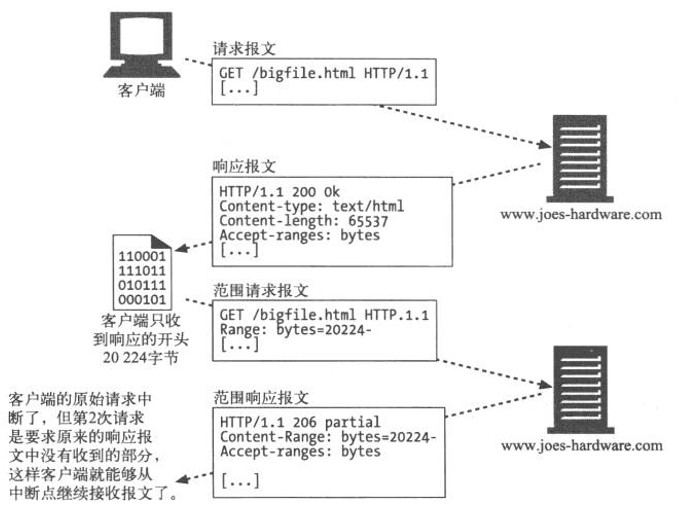 请求报文
GET /bigfile.html HTTP/1.1
[...]
客户端
www.joes-hardware.com
响应报文
HTTP/1.1 200 Ok
Content-type: text/html
Content-length: 65537
Accept-ranges: bytes
[...]
110001
111011
010111
000101
客户端只收
到响应的开头
20 224字节
范围请求报文
GET /bigfile.html HTTP.1.1
Range: bytes=20224-
[...]
www.joes-hardware.com
客户端的原始请求中
断了，但第2次请求
是要求原来的响应报
文中没有收到的部分，
这样客户端就能够从
中断点继续接收报文了。
范围响应报文
HTTP/1.1 206 partial
Content-Range: bytes=20224-
Accept-ranges: bytes
[...]